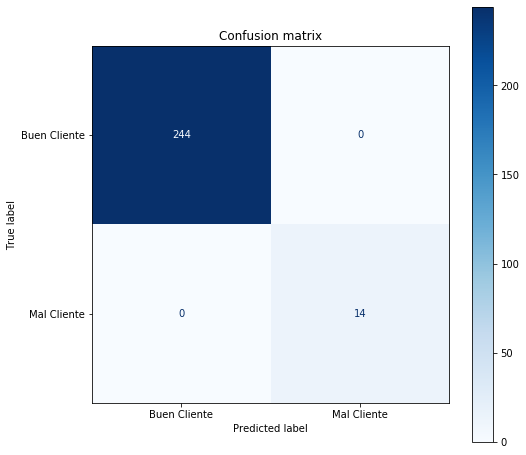 Confusion matrix
True label
Buen Cliente
244
0
Mal Cliente
0
14
Buen Cliente
Mal Cliente
Predicted label
200
150
100
50
0